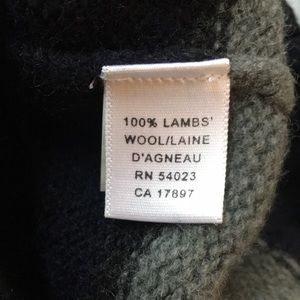 100% LAMBS'
WOOL/LAINE
D'AGNEAU
RN 54023
CA 17897